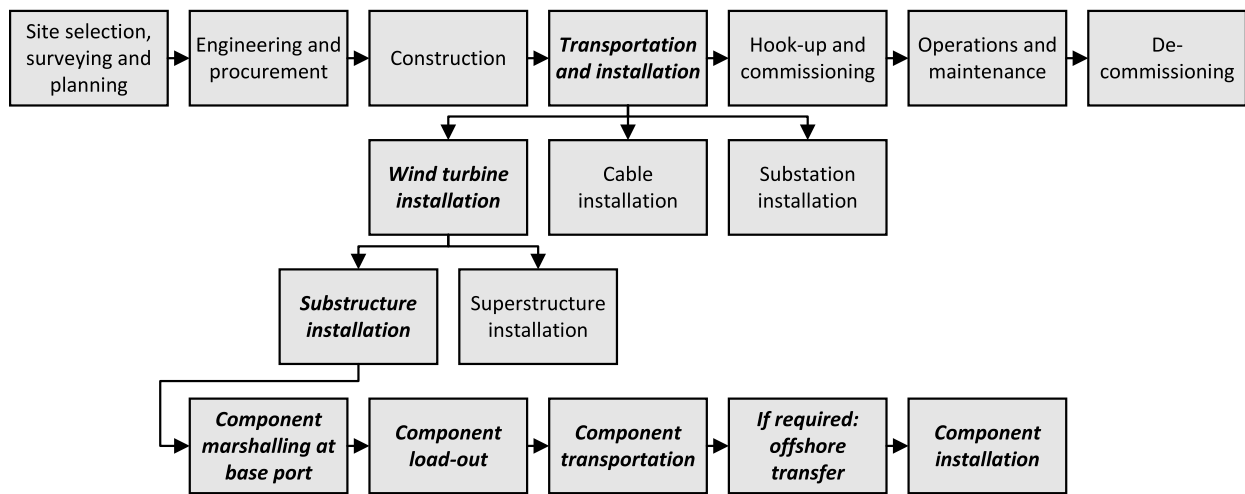 Site selection,
surveying and
planning
Engineering and
procurement
Construction
Transportation
and installation
Hook-up and
commissioning
Operations and
maintenance
De-
commissioning
Wind turbine
installation
Cable
installation
Substation
installation
Substructure
installation
Superstructure
installation
Component
marshalling at
base port
Component
load-out
Component
transportation
If required:
offshore
transfer
Component
installation